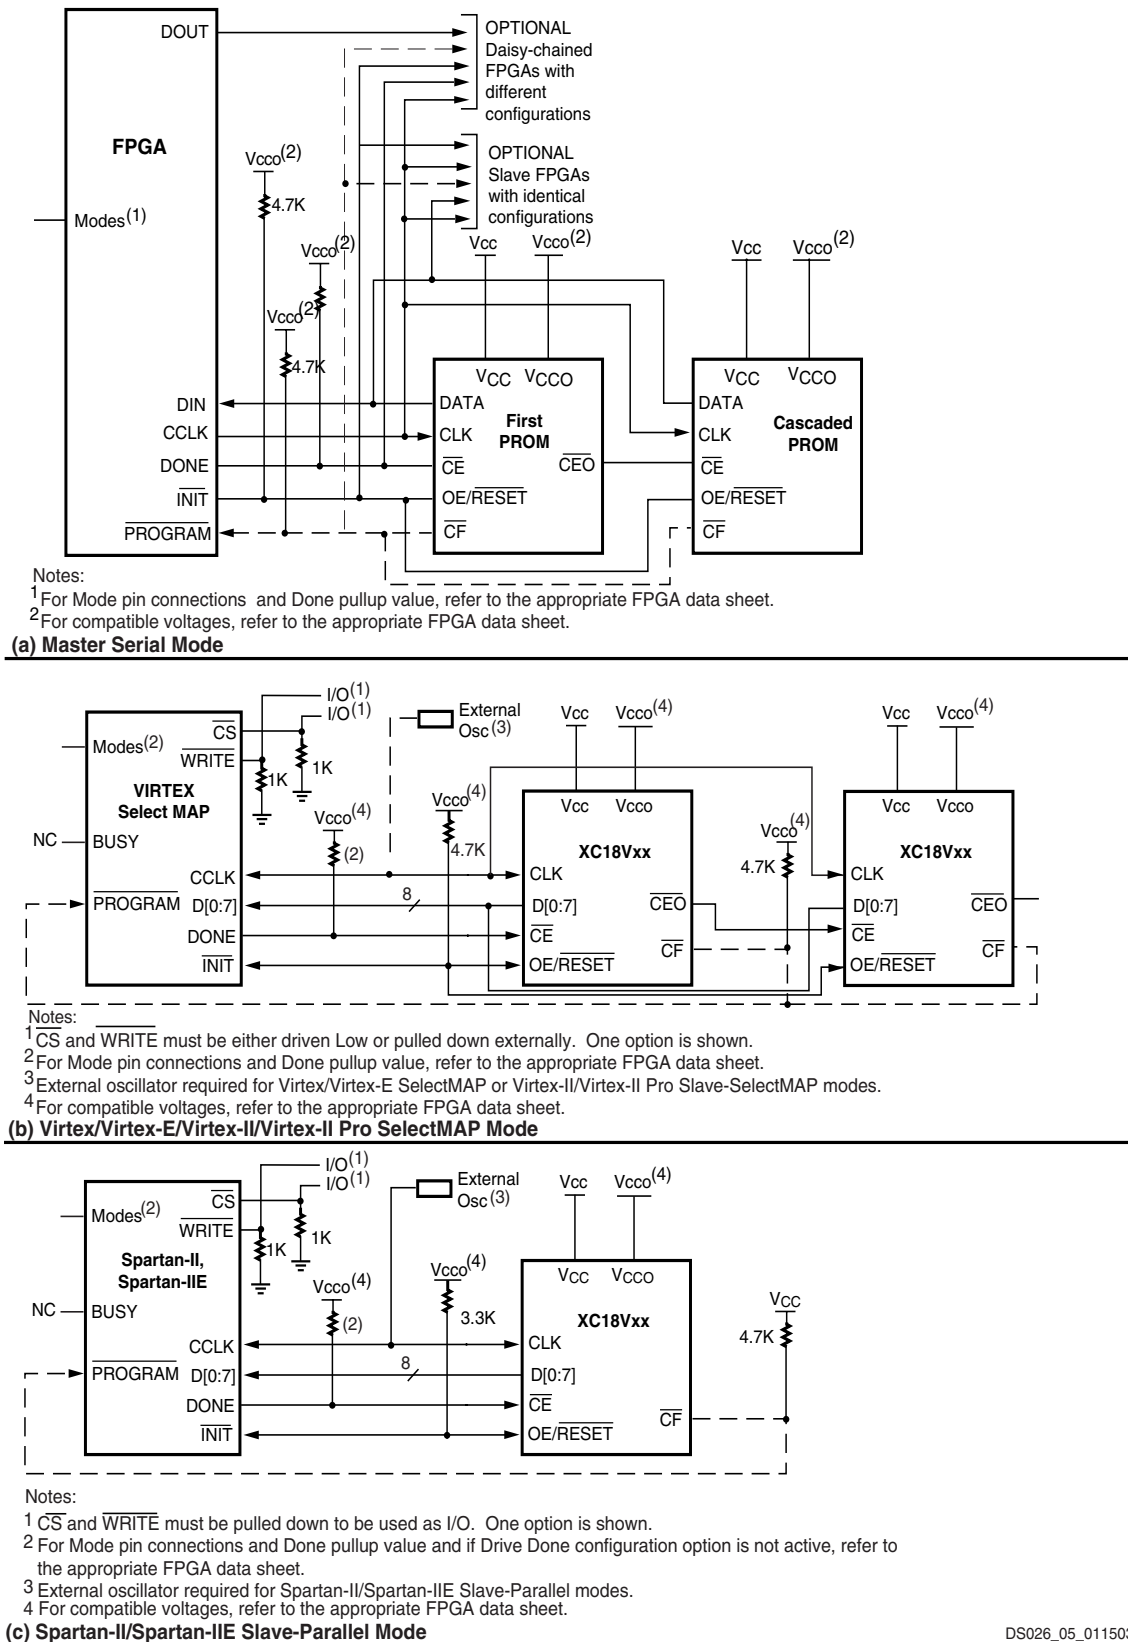 DOUT
OPTIONAL
Daisy-chained
FPGAs with
different
configurations
FPGA
OPTIONAL
Slave FPGAs
with identical
configurations
Vcco(2)
4.7K
Modes(1)
Vcco(2)
Vcc
Vcco(2)
Vcc
Vcco(2)
Vcco(2)
4.7K
VCC VCCO
VCC VCCO
DIN
DATA
First
PROM
DATA
Cascaded
PROM
CCLK
CLK
CLK
DONE
CE
CEO
CE
INIT
OE/RESET
OE/RESET
PROGRAM
CF
CF
Notes:
1For Mode pin connections and Done pullup value, refer to the appropriate FPGA data sheet.
2For compatible voltages, refer to the appropriate FPGA data sheet.
(a) Master Serial Mode
I/O(1)
I/O(1)
External
Osc(3)
Vcc
Vcco(4)
Vcc
Vcco(4)
CS
Modes(2)
WRITE
1K
1K
VIRTEX
Select MAP
Vcco(4)
Vcco(4)
Vcc Vcco
Vcc Vcco
Vcco(4)
NC
BUSY
(2)
4.7K
XC18Vxx
4.7K
XC18Vxx
CCLK
CLK
CLK
PROGRAM D[0:7]
8
D[0:7]
CEO
D[0:7]
CEO
DONE
CE
CE
CF
CF
INIT
OE/RESET
OE/RESET
Notes:
1CS and WRITE must be either driven Low or pulled down externally. One option is shown.
2For Mode pin connections and Done pullup value, refer to the appropriate FPGA data sheet.
3External oscillator required for Virtex/Virtex-E SelectMAP or Virtex-II/Virtex-II Pro Slave-SelectMAP modes.
4For compatible voltages, refer to the appropriate FPGA data sheet.
(b) Virtex/Virtex-E/Virtex-II/Virtex-II Pro SelectMAP Mode
I/O(1)
I/O(1)
External
Osc(3)
Vcc
Vcco(4)
CS
Modes(2)
WRITE
1K
1K
Spartan-II,
Spartan-IIE
Vcco(4)
Vcco(4)
VCC VCCO
VCC
NC
BUSY
(2)
3.3K
XC18Vxx
4.7K
CCLK
CLK
PROGRAM D[0:7]
8
D[0:7]
DONE
CE
CF
INIT
OE/RESET
Notes:
1 CS and WRITE must be pulled down to be used as I/O. One option is shown.
2 For Mode pin connections and Done pullup value and if Drive Done configuration option is not active, refer to
the appropriate FPGA data sheet.
3 External oscillator required for Spartan-II/Spartan-IIE Slave-Parallel modes.
4 For compatible voltages, refer to the appropriate FPGA data sheet.
(c) Spartan-II/Spartan-IIE Slave-Parallel Mode
DS026_05_011503